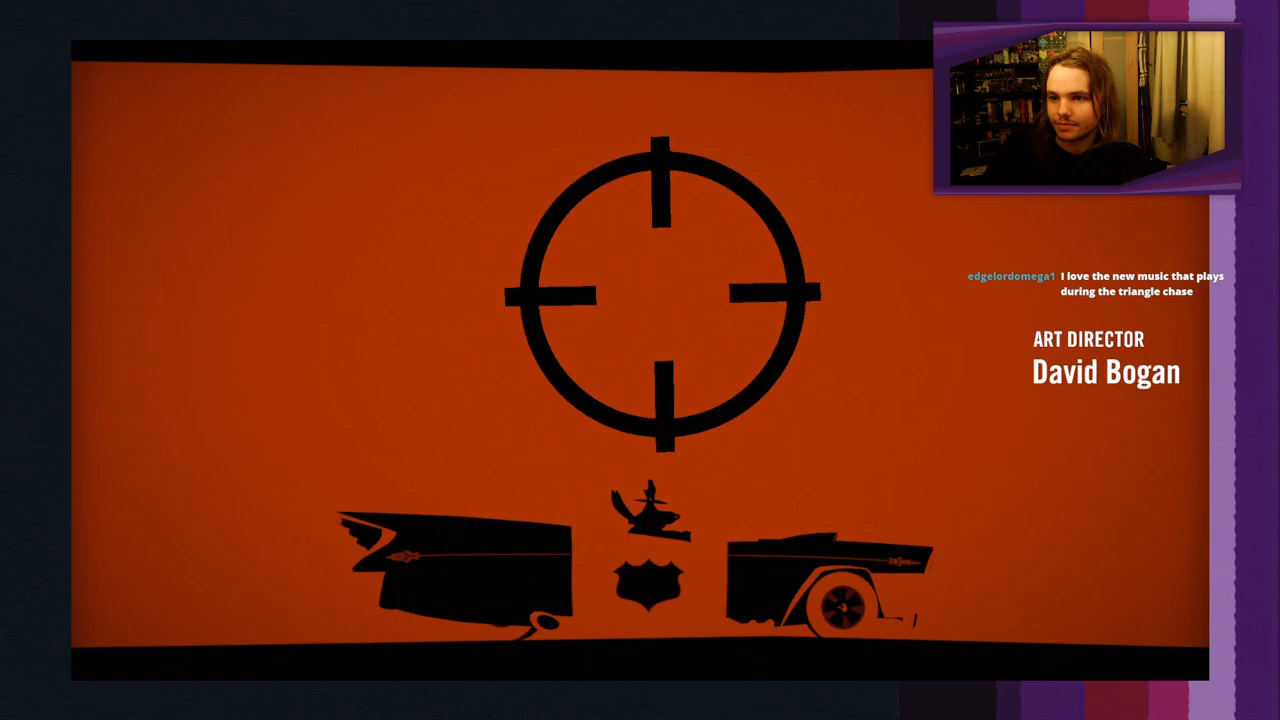 edgelordomega1 I love the new music that plays
during the triangle chase
ART DIRECTOR
David Bogan